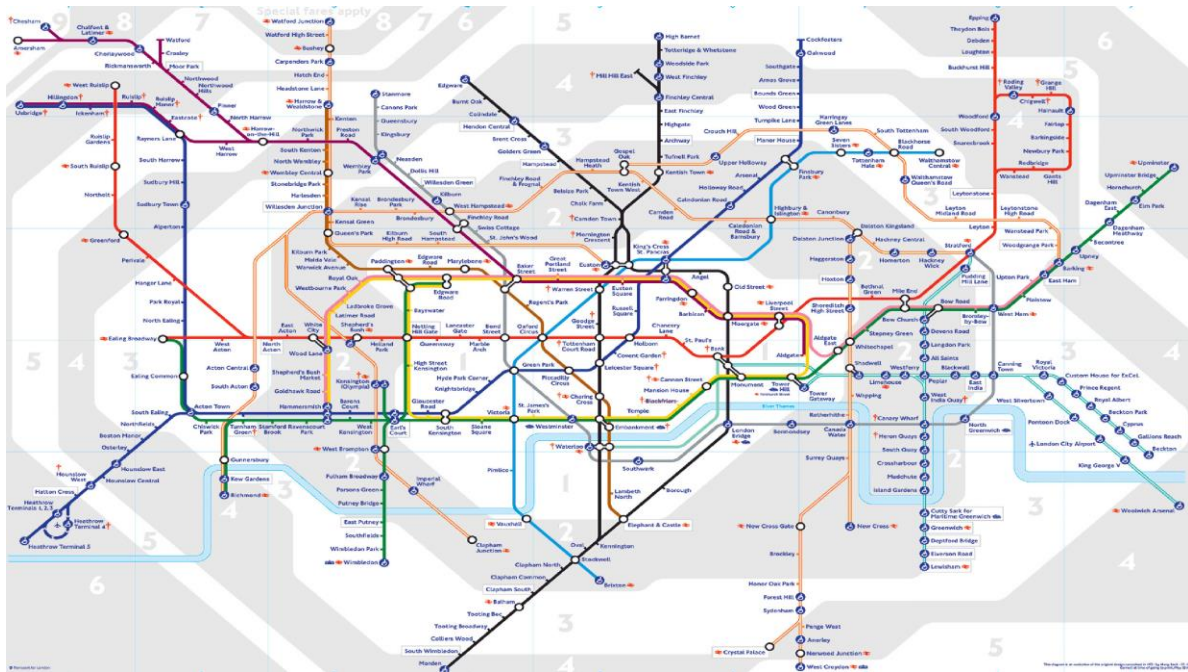 Special fares apply
Chesham
Chalfont &
Latimer
Watford
Croxley
Amersham
Chorleywood
Rickmansworth
Moor Park
Northwood
Northwood
Hills
Pinner
North Harrow
Harrow-
on-the-Hill
West
Harrow
Watford Junction
Watford High Street
Bushey
Carpenders Park
Hatch End
Headstone Lane
Harrow &
Wealdstone
Kenton
Northwick
Park
Preston
Road
South Kenton
North Wembley
Wembley
Park
Wembley Central
Stonebridge Park
Harlesden
Willesden Junction
Kensal Green
Queen's Park
Stanmore
Canons Park
Queensbury
Kingsbury
Neasden
Dollis Hill
Willesden Green
Kilburn
West Hampstead
Finchley Road
Swiss Cottage
St. John's Wood
Edgware
Burnt Oak
Colindale
Hendon Central
Brent Cross
Golders Green
Hampstead
Belsize Park
Chalk Farm
Camden Town
Mornington
Crescent
Euston
High Barnet
Totteridge & Whetstone
Woodside Park
West Finchley
Mill Hill East
Finchley Central
East Finchley
Highgate
Archway
Tufnell Park
Kentish Town
Cockfosters
Oakwood
Southgate
Arnos Grove
Bounds Green
Wood Green
Turnpike Lane
Manor House
Finsbury
Park
Arsenal
Holloway Road
Caledonian Road
King's Cross
St. Pancras
Crouch Hill
Harringay
Green Lanes
Upper Holloway
Gospel
Oak
Hampstead
Heath
Finchley Road
& Frognal
Kentish
Town West
Camden
Road
Caledonian
Road &
Barnsbury
Highbury &
Islington
Canonbury
Seven
Sisters
South Tottenham
Blackhorse
Road
Tottenham
Hale
Walthamstow
Central
Walthamstow
Queen's Road
Leyton
Midland Road
Leytonstone
High Road
Wanstead Park
Woodgrange Park
Epping
Theydon Bois
Debden
Loughton
Buckhurst Hill
Roding
Valley
Chigwell
Grange
Hill
Hainault
Fairlop
Barkingside
Newbury Park
Woodford
South Woodford
Snaresbrook
Redbridge
Wanstead
Gants
Hill
Leytonstone
Leyton
Stratford
Upminster
Upminster Bridge
Hornchurch
Elm Park
Dagenham
East
Dagenham
Heathway
Becontree
Upney
Barking
East Ham
Upton Park
Plaistow
West Ham
Hillingdon
Uxbridge
Ickenham
Ruislip
Ruislip
Manor
Eastcote
Rayners Lane
South Harrow
Sudbury Hill
Sudbury Town
Alperton
Park Royal
North Ealing
Ealing Common
West Ruislip
Ruislip
Gardens
South Ruislip
Northolt
Greenford
Perivale
Hanger Lane
Ealing Broadway
West
Acton
North
Acton
East
Acton
White
City
Wood Lane
Shepherd's
Bush
Holland
Park
Notting
Hill Gate
Queensway
Lancaster
Gate
Marble
Arch
Bond
Street
Oxford
Circus
Tottenham
Court Road
Holborn
Chancery
Lane
St. Paul's
Bank
Liverpool
Street
Bethnal
Green
Mile End
Kensal
Rise
Brondesbury
Park
Brondesbury
South
Hampstead
Kilburn
High Road
Kilburn Park
Maida Vale
Warwick Avenue
Paddington
Edgware
Road
Marylebone
Baker
Street
Great
Portland
Street
Regent's Park
Warren Street
Euston
Square
Goodge
Street
Russell
Square
Angel
Old Street
Farringdon
Barbican
Moorgate
Royal Oak
Westbourne Park
Ladbroke Grove
Latimer Road
Edgware
Road
Bayswater
High Street
Kensington
Shepherd's
Bush
Market
Goldhawk Road
Hammersmith
Kensington
(Olympia)
Barons
Court
West
Kensington
Earl's
Court
Gloucester
Road
South
Kensington
Sloane
Square
Victoria
Hyde Park Corner
Knightsbridge
Green Park
Piccadilly
Circus
Leicester Square
Covent Garden
Charing
Cross
St. James's
Park
Westminster
Embankment
Temple
Blackfriars
Mansion House
Cannon Street
Monument
Tower
Hill
Tower
Gateway
River Thames
Aldgate
Aldgate
East
Whitechapel
Shoreditch
High Street
Hoxton
Haggerston
Dalston Junction
Dalston Kingsland
Hackney
Central
Homerton
Hackney
Wick
Pudding
Mill Lane
Bow Road
Bow Church
Bromley-
by-Bow
Stepney Green
Devons Road
Langdon Park
All Saints
Shadwell
Limehouse
Westferry
Poplar
Blackwall
East
India
Canning
Town
Royal
Victoria
Custom House for ExCeL
Prince Regent
Royal Albert
Beckton Park
Cyprus
Gallions Beach
Beckton
West Silvertown
Pontoon Dock
London City Airport
King George V
Woolwich Arsenal
West
India Quay
Canary Wharf
Heron Quays
South Quay
Crossharbour
Mudchute
Island Gardens
Cutty Sark for
Maritime Greenwich
Greenwich
Deptford Bridge
Elverson Road
Lewisham
North
Greenwich
Wapping
Rotherhithe
Canada
Water
Surrey Quays
New Cross Gate
New Cross
Brockley
Honor Oak Park
Forest Hill
Sydenham
Penge West
Anerley
Crystal Palace
Norwood Junction
West Croydon
London
Bridge
Bermondsey
Southwark
Waterloo
Lambeth
North
Elephant & Castle
Borough
Kennington
Oval
Stockwell
Brixton
Vauxhall
Pimlico
Clapham North
Clapham Common
Clapham South
Balham
Tooting Bec
Tooting Broadway
Colliers Wood
South Wimbledon
Morden
Acton Central
South Acton
South Ealing
Acton Town
Chiswick
Park
Turnham
Green
Stamford
Brook
Ravenscourt
Park
Gunnersbury
Kew Gardens
Richmond
Northfields
Boston Manor
Osterley
Hounslow East
Hounslow Central
Hounslow
West
Hatton Cross
Heathrow
Terminals 1, 2, 3
Heathrow
Terminal 4
Heathrow Terminal 5
West Brompton
Fulham Broadway
Parsons Green
Putney Bridge
East Putney
Southfields
Wimbledon Park
Wimbledon
Imperial
Wharf
Clapham
Junction